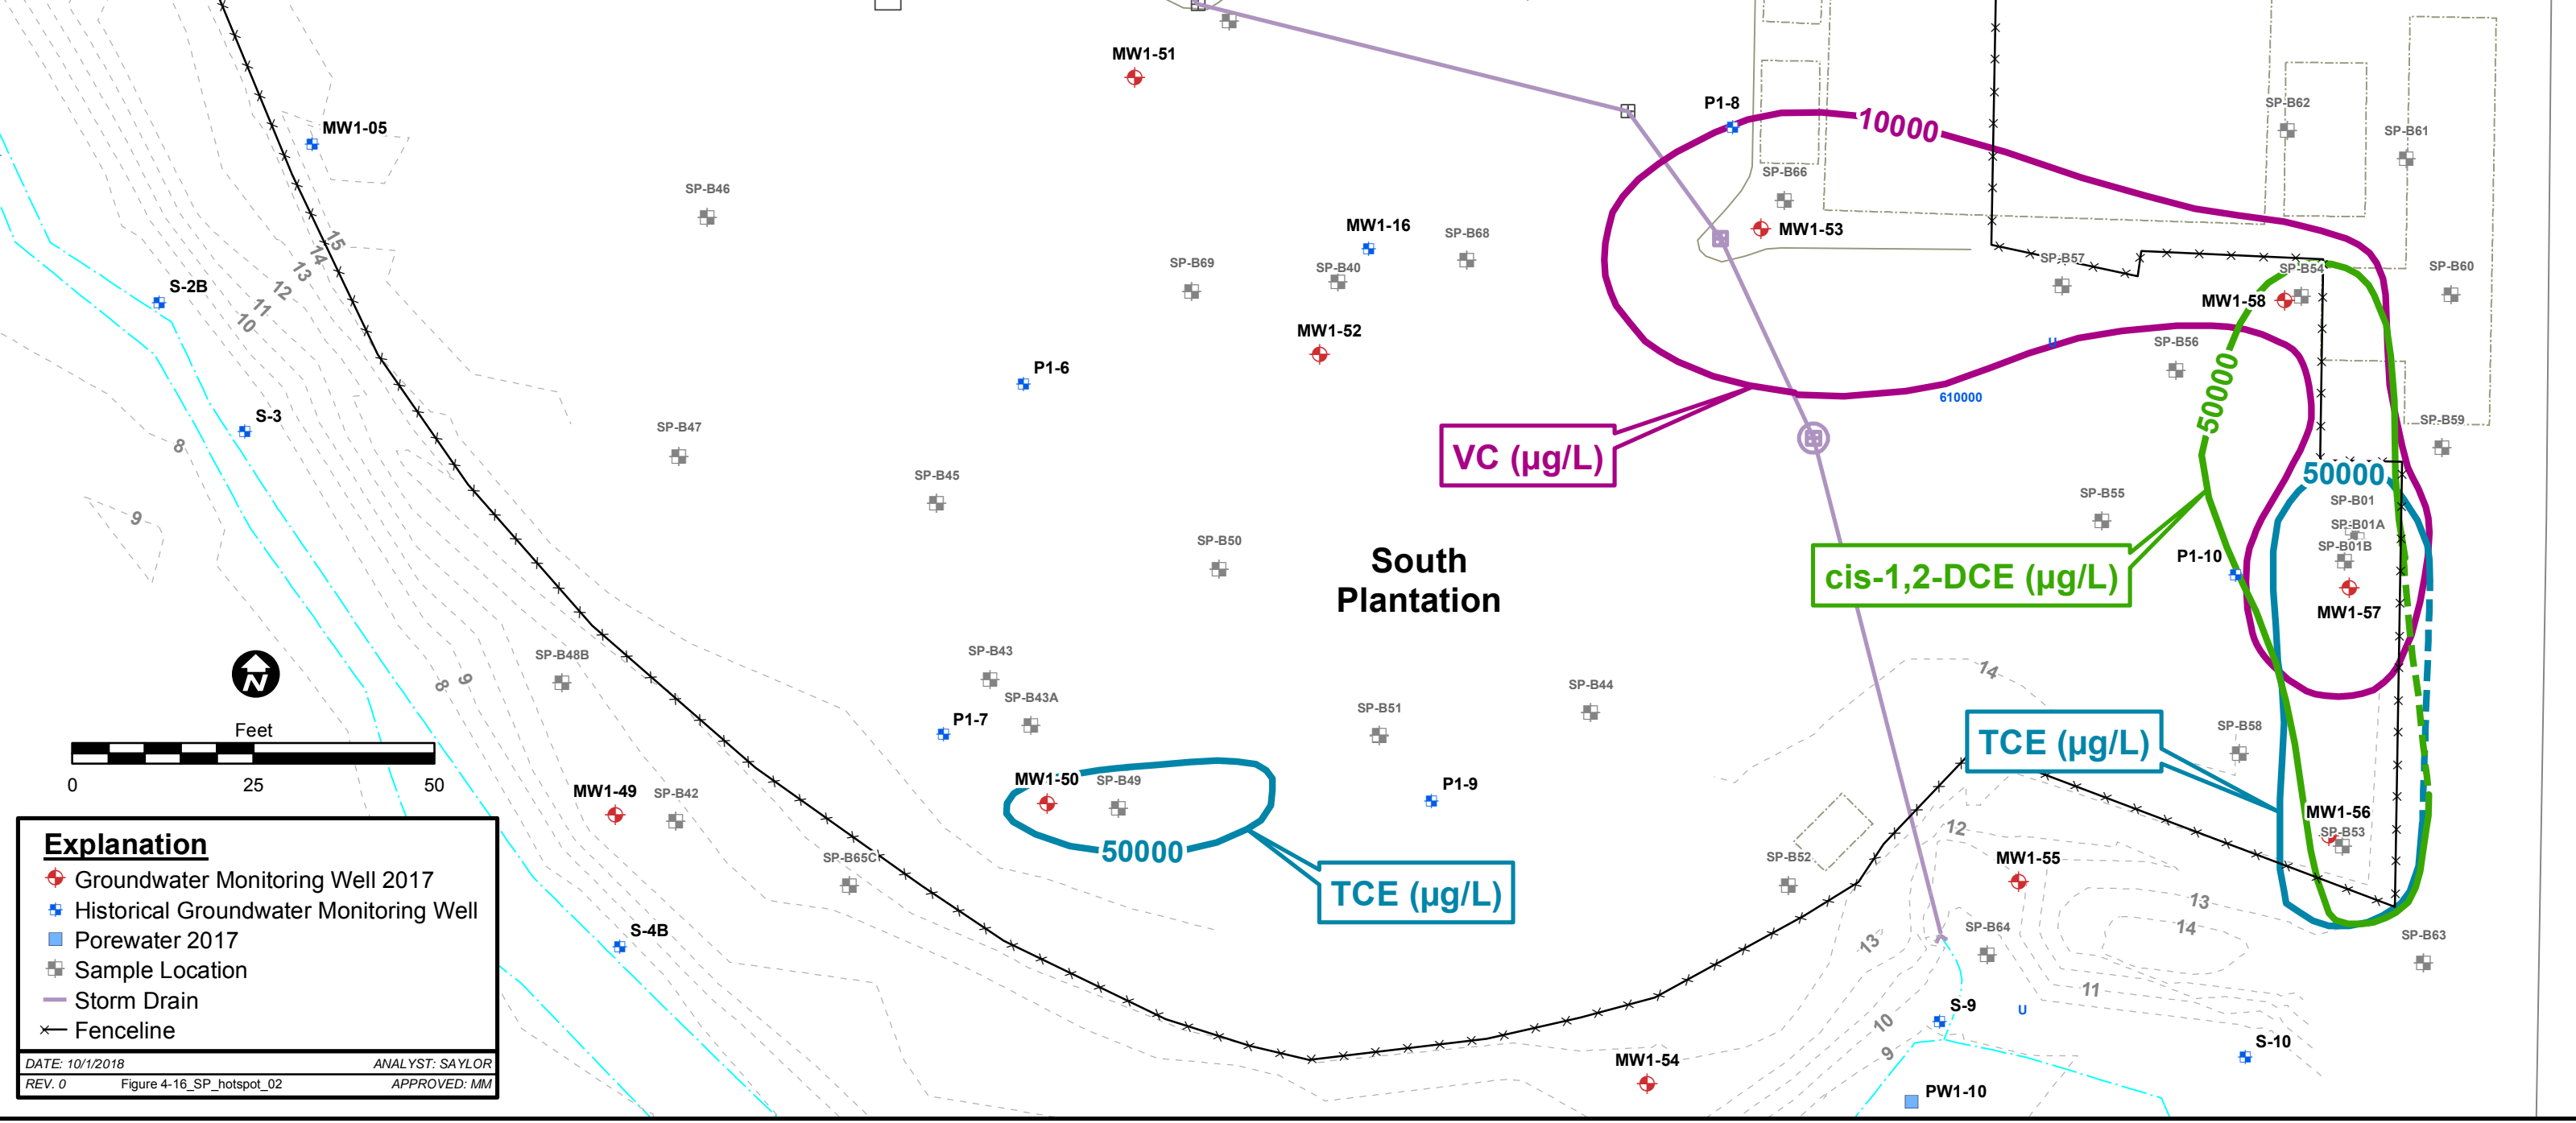 MW1-51
P1-8
10000
SP-B62
SP-B61
MW1-05
SP-B66
SP-B46
MW1-16
SP-B68
MW1-53
15
14
13
12
11
10
SP-B69
SP-B40
SP-B57
SP-B54
SP-B60
S-2B
MW1-58
MW1-52
U
SP-B56
P1-6
50000
610000
S-3
8
SP-B47
VC (µg/L)
SP-B59
SP-B45
50000
9
SP-B55
SP-B01
SP-B01A
SP-B50
South
Plantation
SP-B01B
P1-10
cis-1,2-DCE (µg/L)
MW1-57
SP-B43
SP-B48B
8
9
14
N
SP-B43A
SP-B44
SP-B51
P1-7
Feet
0
25
50
TCE (µg/L)
SP-B58
MW1-50
SP-B49
P1-9
MW1-49
SP-B42
MW1-56
12
SP-B53
50000
SP-B65C
SP-B52
MW1-55
TCE (µg/L)
13
14
13
S-4B
SP-B64
SP-B63
11
S-9
U
10
9
S-10
MW1-54
PW1-10
Explanation
Groundwater Monitoring Well 2017
Historical Groundwater Monitoring Well
Porewater 2017
Sample Location
Storm Drain
Fenceline
DATE: 10/1/2018 ANALYST: SAYLOR
REV. 0 Figure 4-16_SP_hotspot_02 APPROVED: MM